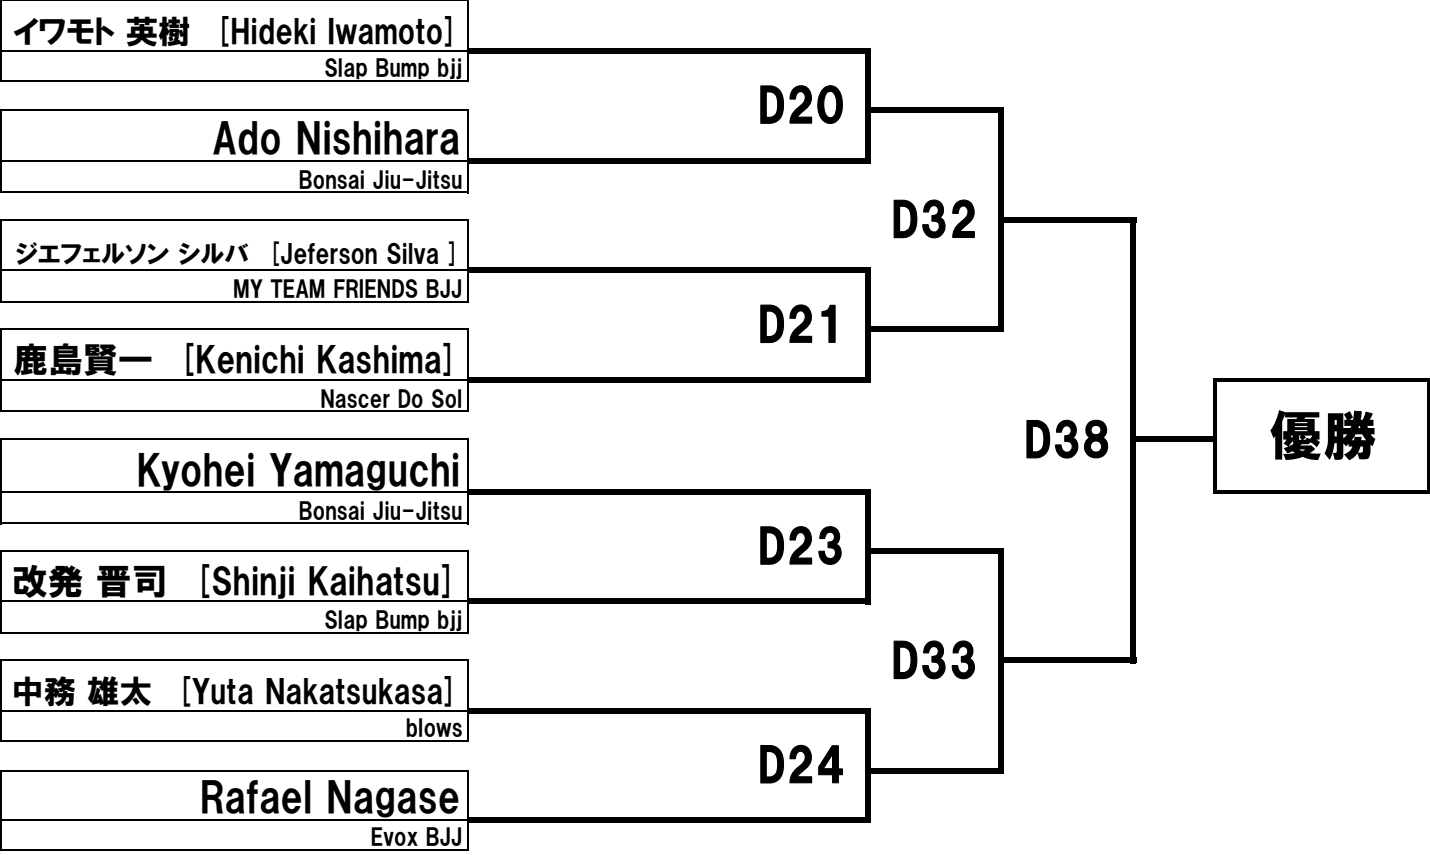 イワモト 英樹 [Hideki Iwamoto]
Slap Bump bjj
Ado Nishihara
Bonsai Jiu-Jitsu
ジエフェルソン シルバ [Jeferson Silva ]
MY TEAM FRIENDS BJJ
鹿島賢一 [Kenichi Kashima]
Nascer Do Sol
Kyohei Yamaguchi
Bonsai Jiu-Jitsu
改発 晋司 [Shinji Kaihatsu]
Slap Bump bjj
中務 雄太 [Yuta Nakatsukasa]
blows
Rafael Nagase
Evox BJJ
D20
D21
D23
D24
D32
D33
D38
優勝